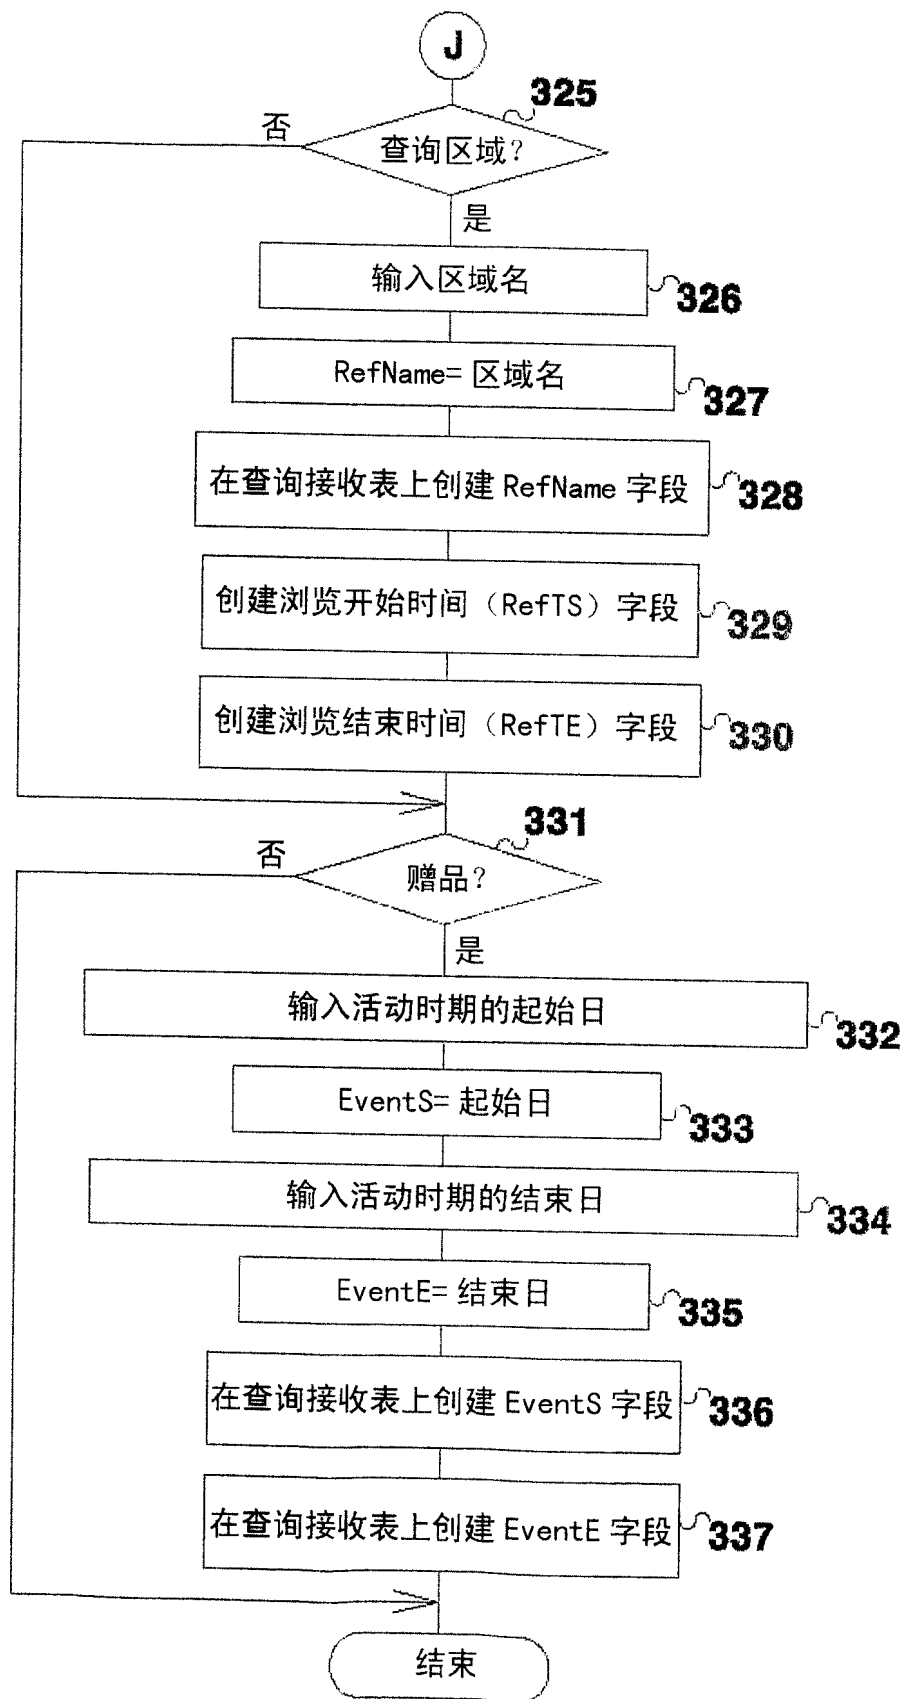 J
325
否
查询区域？
是
输入区域名
326
RefName=区域名
327
在查询接收表上创建 RefName 字段
328
创建浏览开始时间（RefTS）字段
329
创建浏览结束时间（RefTE）字段
330
331
否
赠品？
是
输入活动时期的起始日
332
EventS=起始日
333
输入活动时期的结束日
334
EventE=结束日
335
在查询接收表上创建 EventS 字段
336
在查询接收表上创建 EventE 字段
337
结束